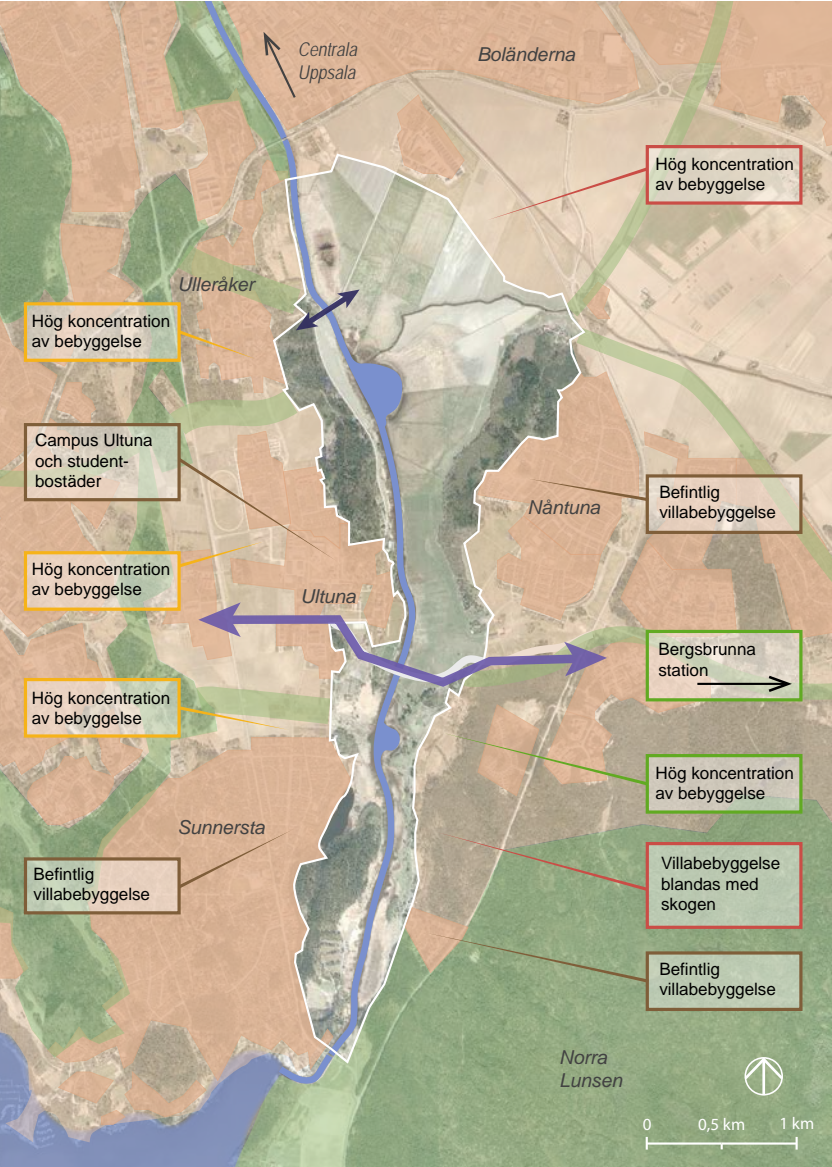 Centrala
Uppsala
Boländerna
Hög koncentration
av bebyggelse
Ulleråker
Hög koncentration
av bebyggelse
Campus Ultuna
och student-
bostäder
Befintlig
villabebyggelse
Nåntuna
Hög koncentration
av bebyggelse
Ultuna
Bergsbrunna
station
Hög koncentration
av bebyggelse
Hög koncentration
av bebyggelse
Sunnersta
Villabebyggelse
blandas med
skogen
Befintlig
villabebyggelse
Befintlig
villabebyggelse
Norra
Lunsen
0 0,5 km 1 km